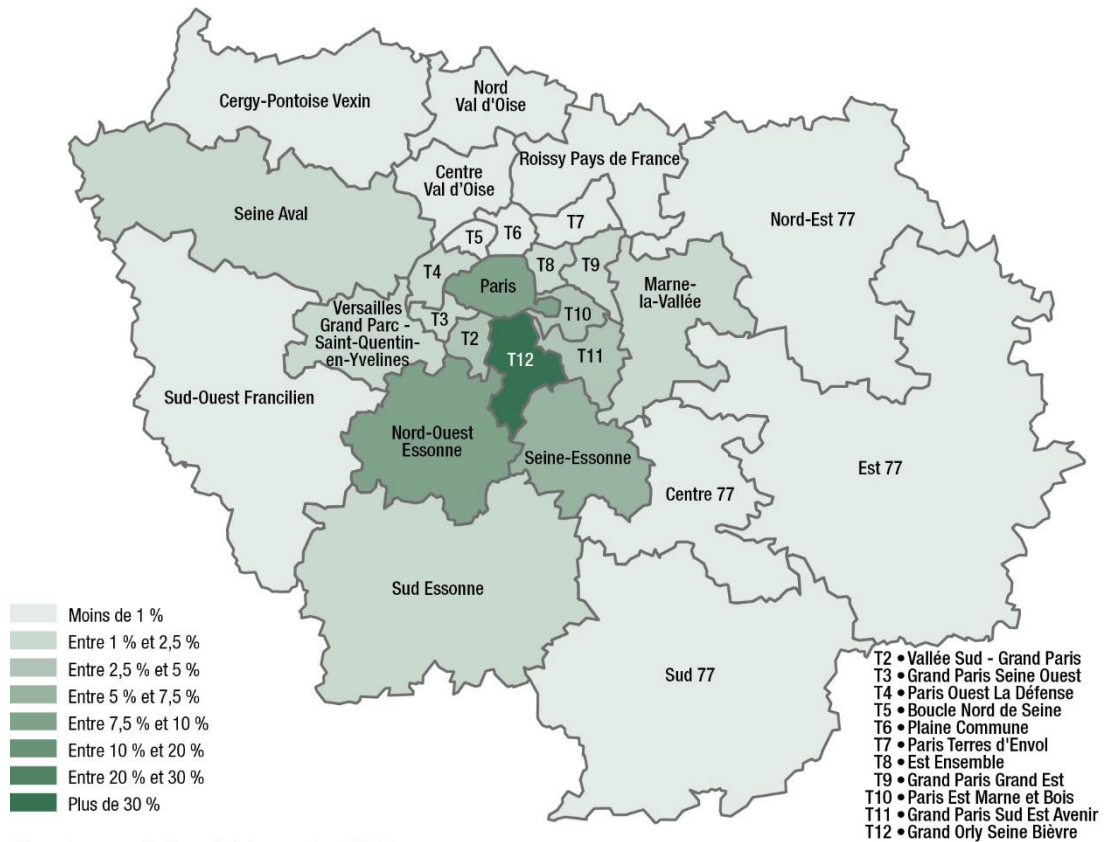 Cergy-Pontoise Vexin
Nord
Val d'Oise
Roissy Pays de France
Centre
Val d'Oise
Seine Aval
Nord-Est 77
T7
T6
T5
T4
T8
T9
Paris
Marne-
la-Vallée
Versailles
Grand Parc -
Saint-Quentin-
en-Yvelines
T3
T2
T10
T11
T12
Sud-Ouest Francilien
Nord-Ouest
Essonne
Seine-Essonne
Est 77
Centre 77
Sud Essonne
Sud 77
Moins de 1 %
Entre 1 % et 2,5 %
Entre 2,5 % et 5 %
Entre 5 % et 7,5 %
Entre 7,5 % et 10 %
Entre 10 % et 20 %
Entre 20 % et 30 %
Plus de 30 %
T2 • Vallée Sud - Grand Paris
T3 • Grand Paris Seine Ouest
T4 • Paris Ouest La Défense
T5 • Boucle Nord de Seine
T6 • Plaine Commune
T7 • Paris Terres d'Envol
T8 • Est Ensemble
T9 • Grand Paris Grand Est
T10 • Paris Est Marne et Bois
T11 • Grand Paris Sud Est Avenir
T12 • Grand Orly Seine Bièvre